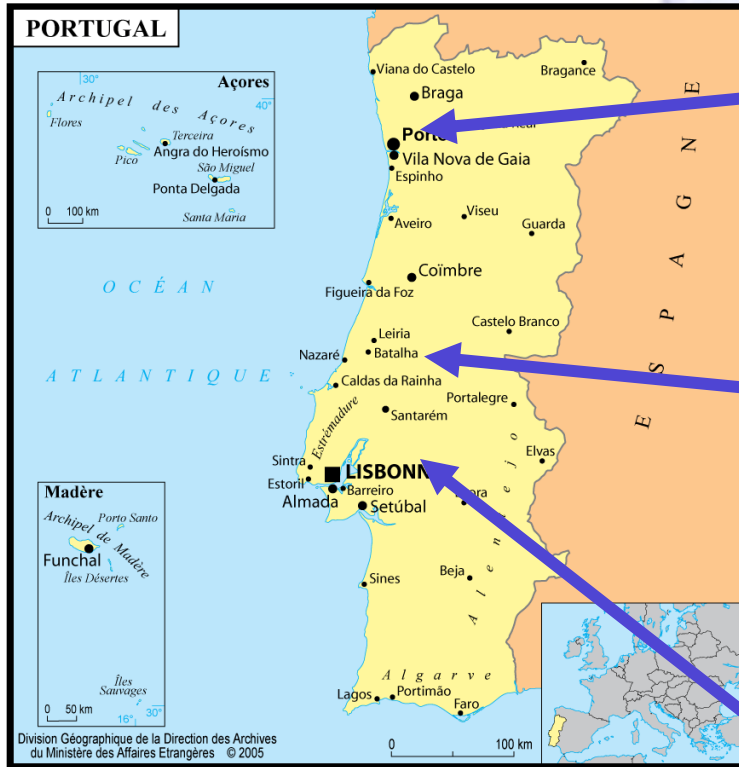 PORTUGAL
30°
Açores
40°
Archipel des Açores
Flores
Terceira
Angra do Heroísmo
Pico
São Miguel
Ponta Delgada
Santa Maria
0 100 km
Viana do Castelo
Bragance
Braga
Vila Nova de Gaia
Espinho
Aveiro
Viseu
Guarda
OCÉAN
ATLANTIQUE
ESPAGNE
Coïmbre
Figueira da Foz
Castelo Branco
Leiria
Batalha
Nazaré
Caldas da Rainha
Portalegre
Santarém
Estrémadure
Elvas
Sintra
LISBONN
Estoril
Almada
Barreiro
Setúbal
Alentejo
Sines
Beja
Algarve
Lagos
Portimão
Faro
0 100 km
Madère
Archipel de Madère
Porto Santo
Funchal
Îles Désertes
Îles
Sauvages
0 50 km
16°
30°
Division Géographique de la Direction des Archives
du Ministère des Affaires Etrangères © 2005